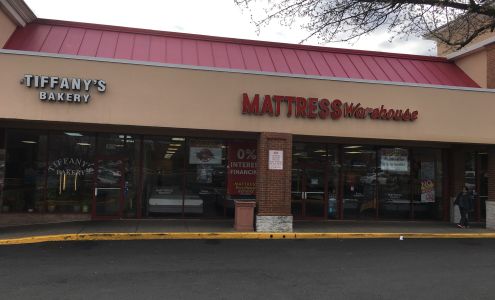 TIFFANY'S
BAKERY
MATTRESS Warehouse
TIFFANY'S
BAKERY
0%
INTEREST
FINANCING